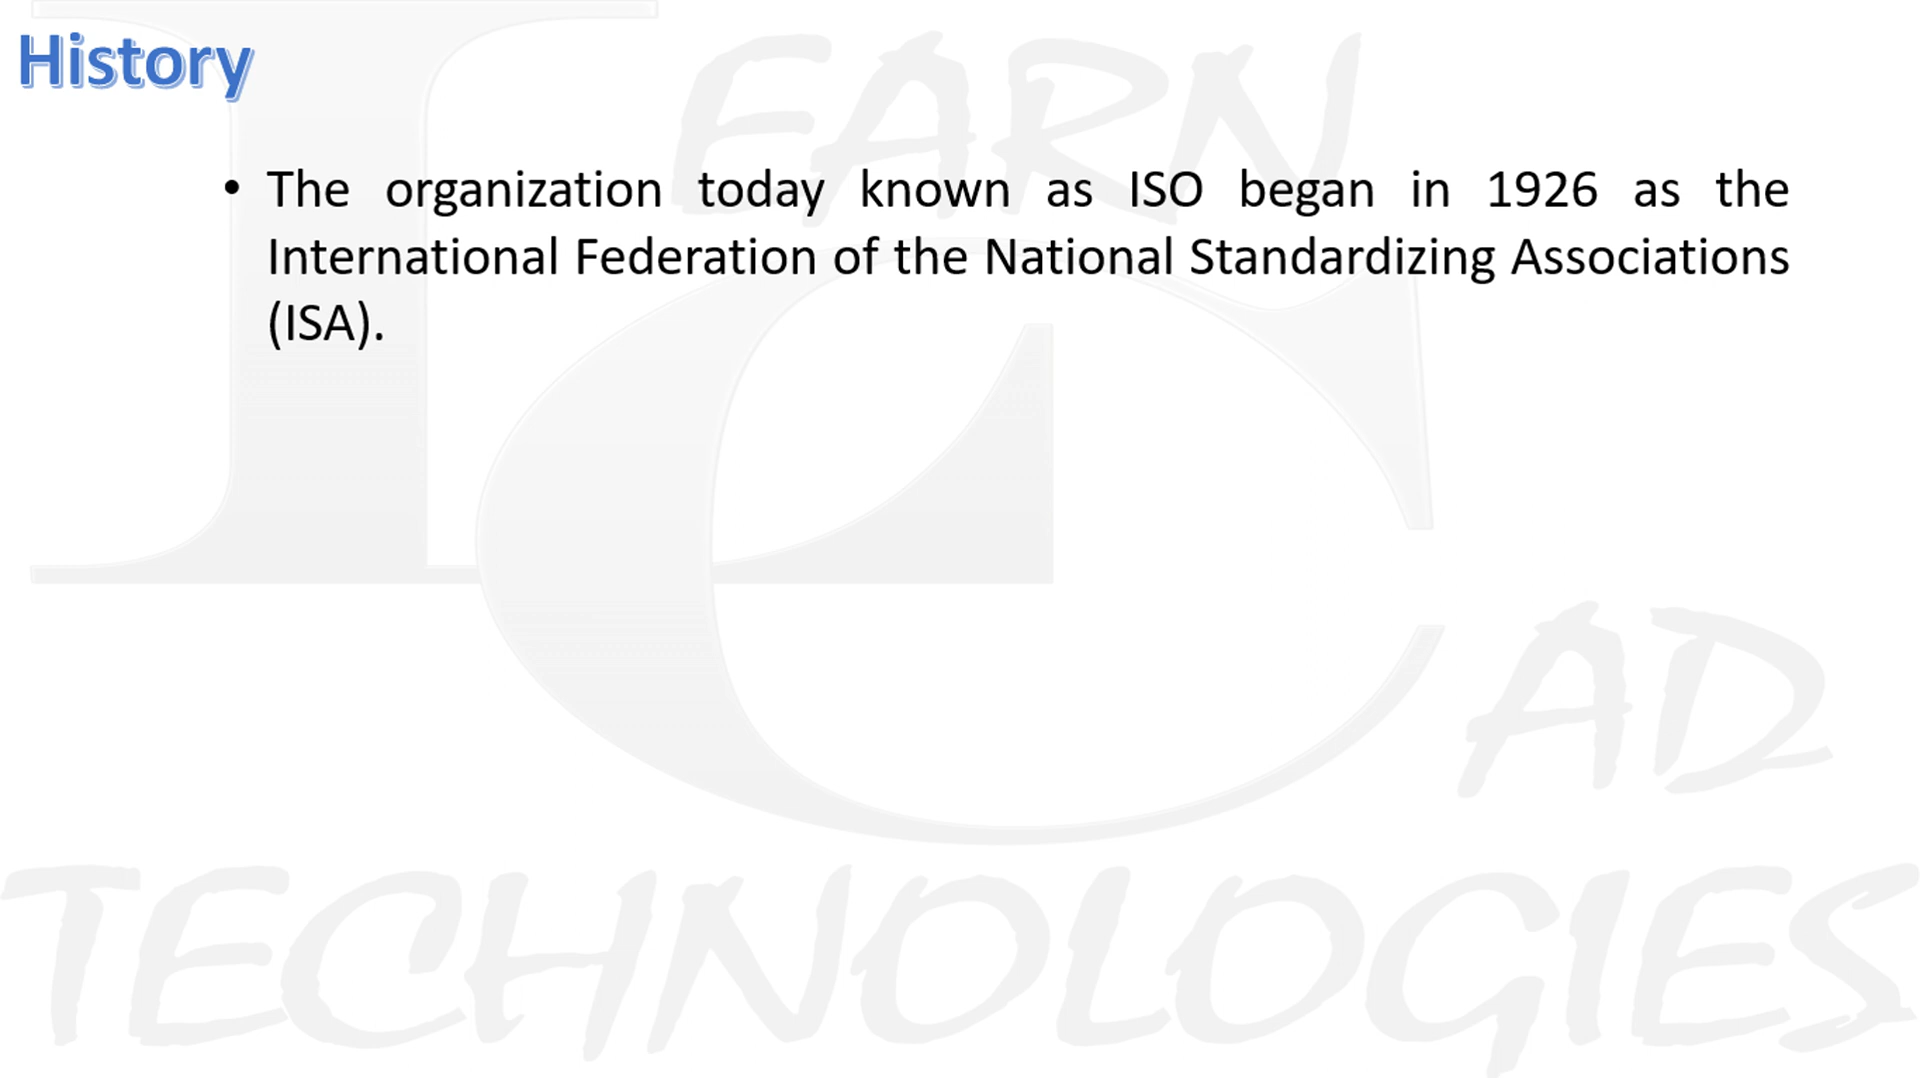 History
• The organization today known as ISO began in 1926 as the
International Federation of the National Standardizing Associations
(ISA).
LEARN
CAD
TECHNOLOGIES